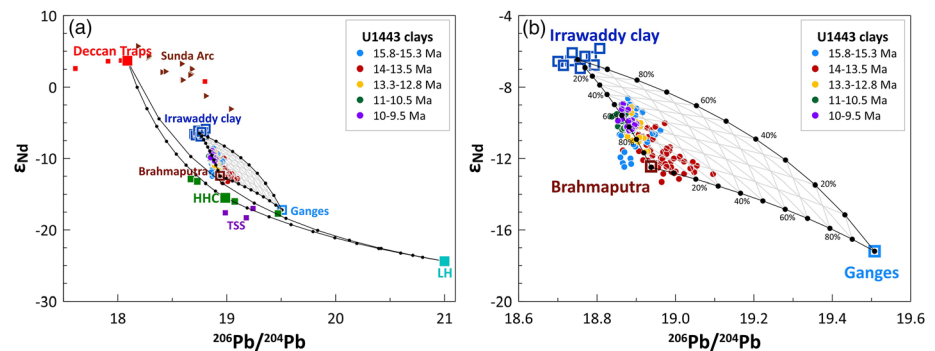 (a)
Deccan Traps
Sunda Arc
U1443 clays
15.8-15.3 Ma
14-13.5 Ma
13.3-12.8 Ma
11-10.5 Ma
10-9.5 Ma
Irrawaddy clay
Brahmaputra
HHC
TSS
Ganges
LH
10
0
-10
-20
-30
εNd
18
19
20
21
²⁰⁶Pb/²⁰⁴Pb
(b)
Irrawaddy clay
U1443 clays
15.8-15.3 Ma
14-13.5 Ma
13.3-12.8 Ma
11-10.5 Ma
10-9.5 Ma
80%
60%
40%
20%
20%
40%
60%
80%
20%
40%
60%
80%
Brahmaputra
Ganges
-4
-8
-12
-16
-20
εNd
18.6
18.8
19.0
19.2
19.4
19.6
²⁰⁶Pb/²⁰⁴Pb